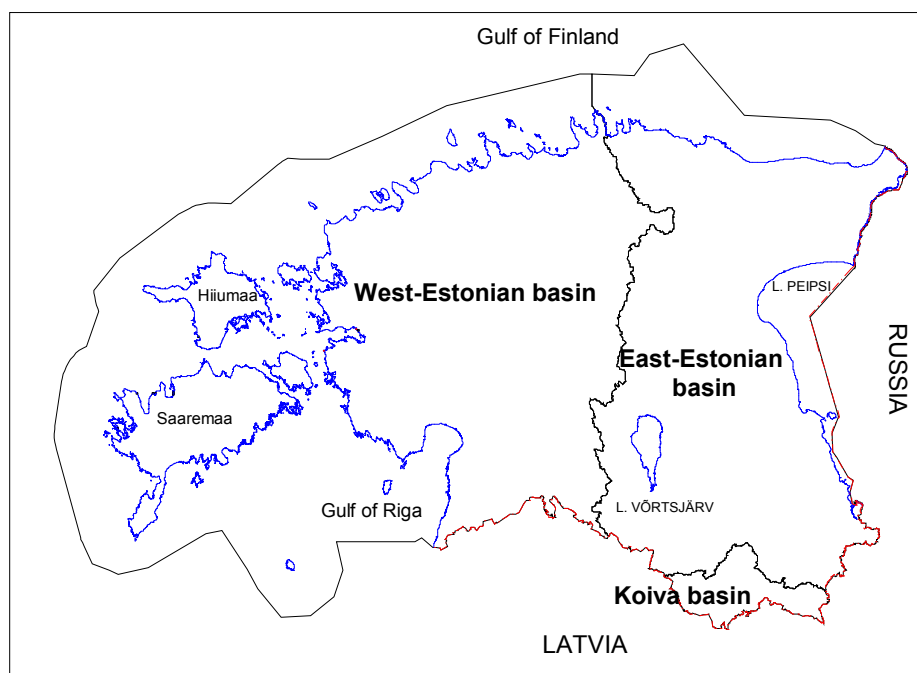 Gulf of Finland
L. PEIPSI
Hiiumaa
West-Estonian basin
RUSSIA
East-Estonian
basin
Saaremaa
L. VÕRTSJÄRV
Gulf of Riga
Koiva basin
LATVIA